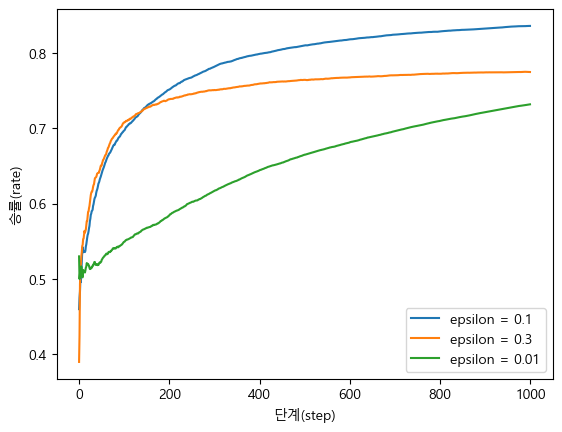 0.8
0.7
0.6
0.5
0.4
승률(rate)
0
200
400
600
800
1000
단계(step)
epsilon = 0.1
epsilon = 0.3
epsilon = 0.01